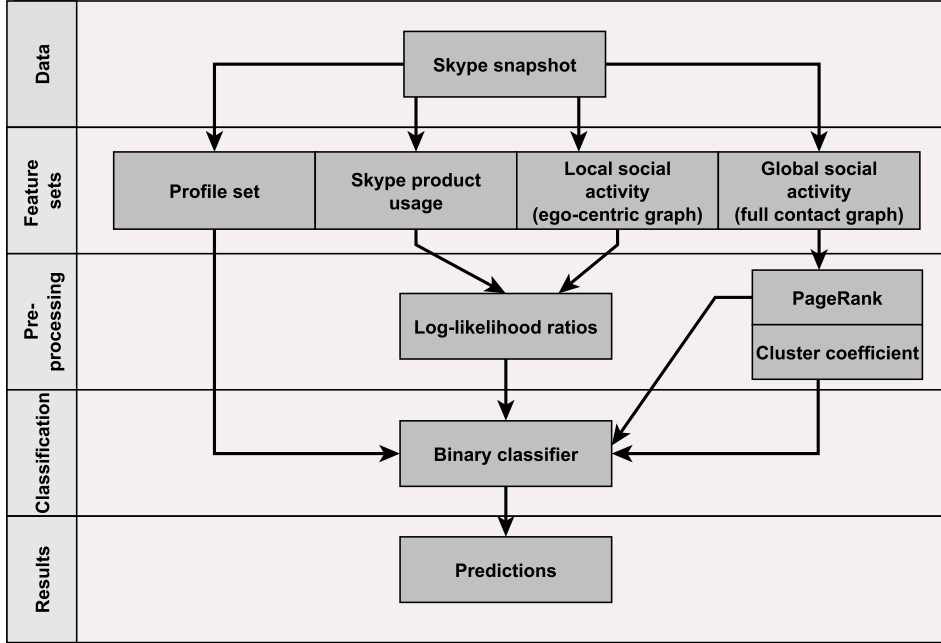 Data
Skype snapshot
Feature
sets
Profile set
Skype product
usage
Local social
activity
(ego-centric graph)
Global social
activity
(full contact graph)
Pre-
processing
Log-likelihood ratios
PageRank
Cluster coefficient
Classification
Binary classifier
Results
Predictions